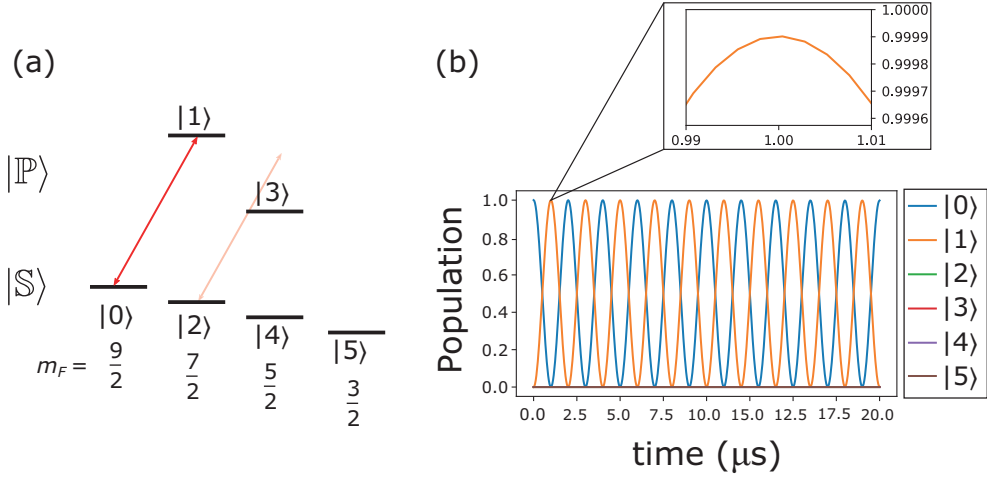 (a)
|1⟩
|ℙ⟩
|3⟩
|𝕊⟩
|0⟩
|2⟩
|4⟩
|5⟩
m_F = 9/2 7/2 5/2 3/2
(b)
1.0000
0.9999
0.9998
0.9997
0.9996
0.99 1.00 1.01
Population
1.0
0.8
0.6
0.4
0.2
0.0
0.0 2.5 5.0 7.5 10.0 12.5 15.0 17.5 20.0
time (μs)
|0⟩
|1⟩
|2⟩
|3⟩
|4⟩
|5⟩